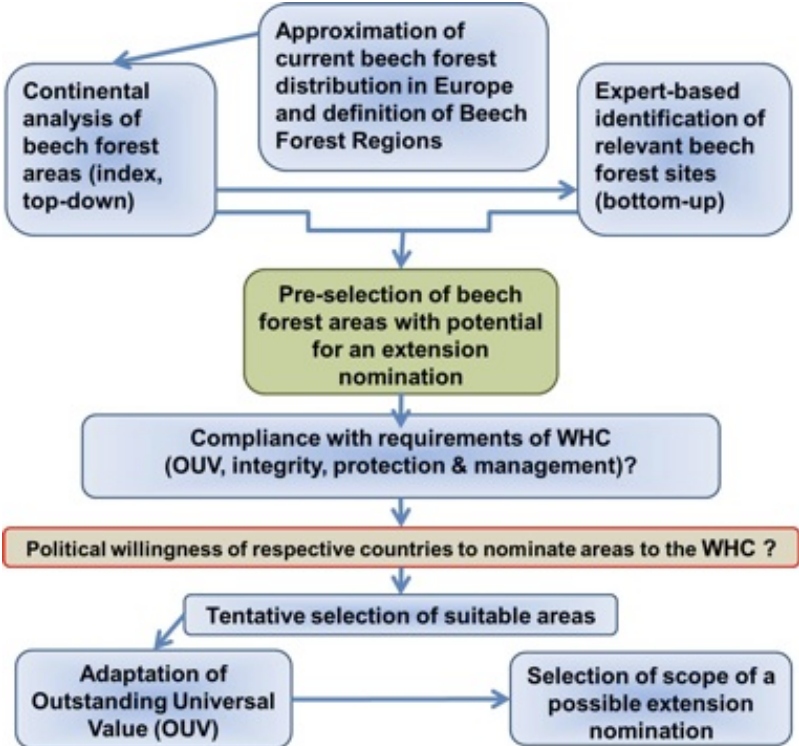 Approximation of
current beech forest
distribution in Europe
and definition of Beech
Forest Regions
Continental
analysis of
beech forest
areas (index,
top-down)
Expert-based
identification of
relevant beech
forest sites
(bottom-up)
Pre-selection of beech
forest areas with potential
for an extension
nomination
Compliance with requirements of WHC
(OUV, integrity, protection & management)?
Political willingness of respective countries to nominate areas to the WHC ?
Tentative selection of suitable areas
Adaptation of
Outstanding Universal
Value (OUV)
Selection of scope of a
possible extension
nomination